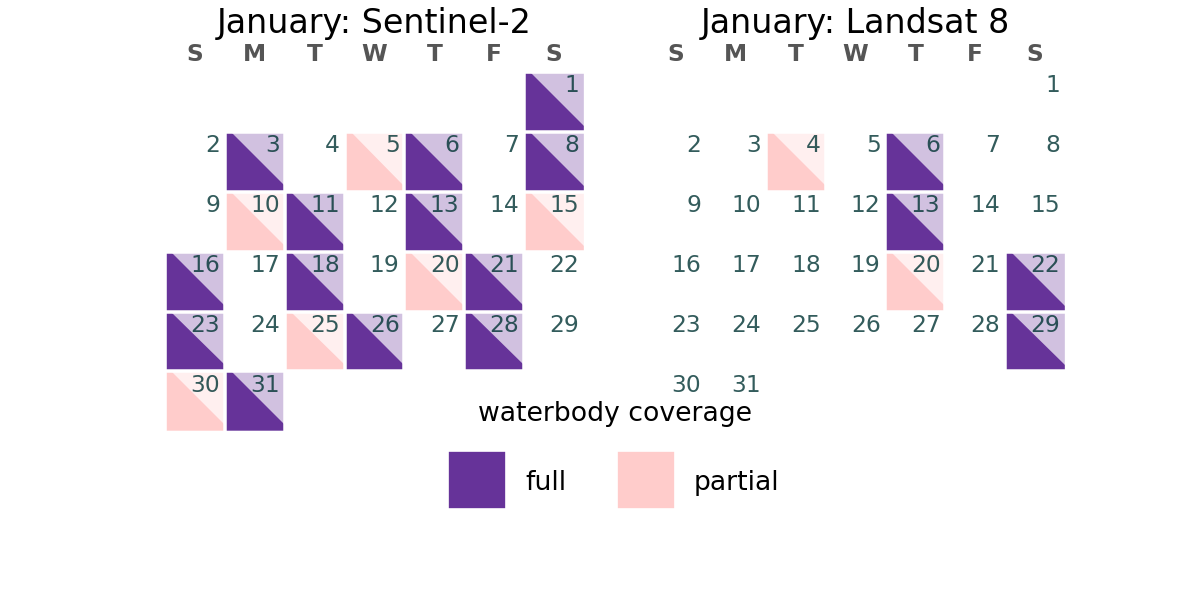 January: Sentinel-2
S M T W T F S
1
2 3 4 5 6 7 8
9 10 11 12 13 14 15
16 17 18 19 20 21 22
23 24 25 26 27 28 29
30 31
January: Landsat 8
S M T W T F S
1
2 3 4 5 6 7 8
9 10 11 12 13 14 15
16 17 18 19 20 21 22
23 24 25 26 27 28 29
30 31
waterbody coverage
full partial